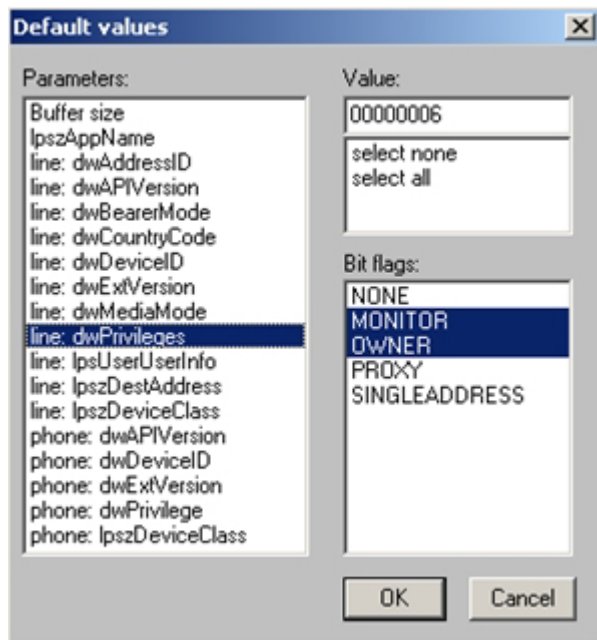 Default values
Parameters:
Buffer size
lpszAppName
line: dwAddressID
line: dwAPIVersion
line: dwBearerMode
line: dwCountryCode
line: dwDeviceID
line: dwExtVersion
line: dwMediaMode
line: dwPrivileges
line: lpsUserUserInfo
line: lpszDestAddress
line: lpszDeviceClass
phone: dwAPIVersion
phone: dwDeviceID
phone: dwExtVersion
phone: dwPrivilege
phone: lpszDeviceClass
Value:
00000006
select none
select all
Bit flags:
NONE
MONITOR
OWNER
PROXY
SINGLEADDRESS
OK
Cancel